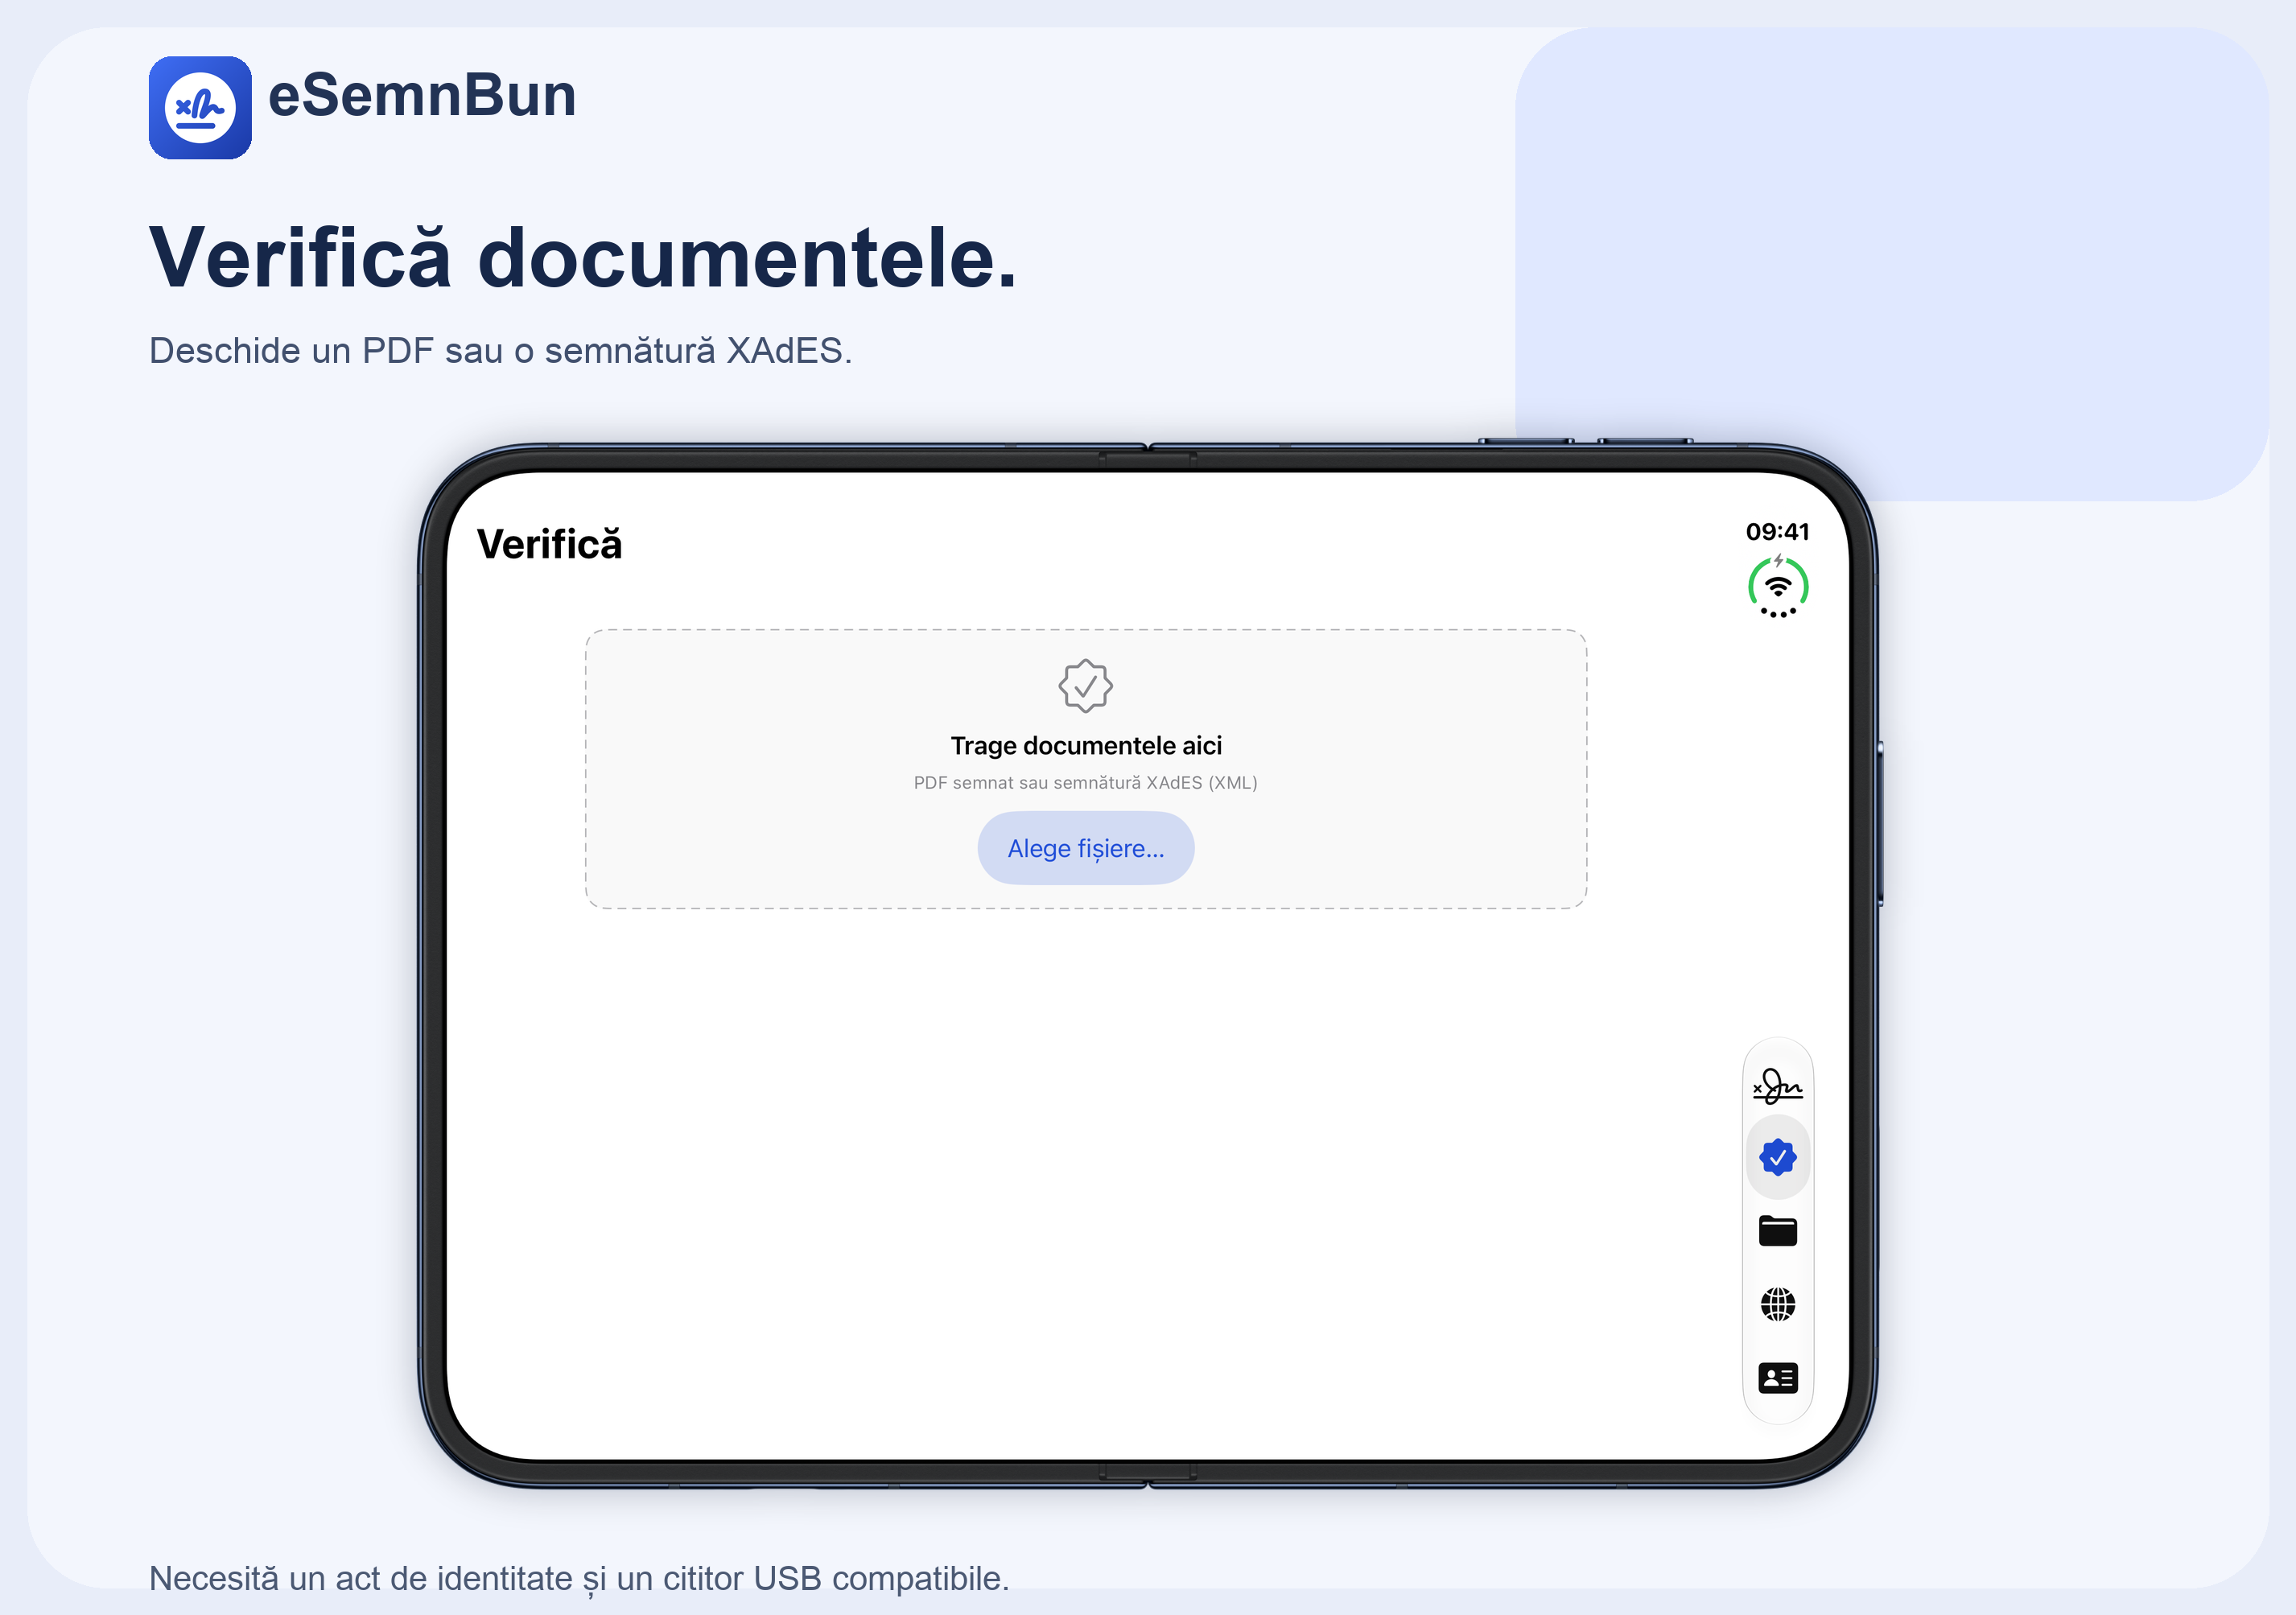 eSemnBun
Verifică documentele.
Deschide un PDF sau o semnătură XAdES.
Verifică
09:41
Trage documentele aici
PDF semnat sau semnătură XAdES (XML)
Alege fișiere...
Necesită un act de identitate și un cititor USB compatibile.